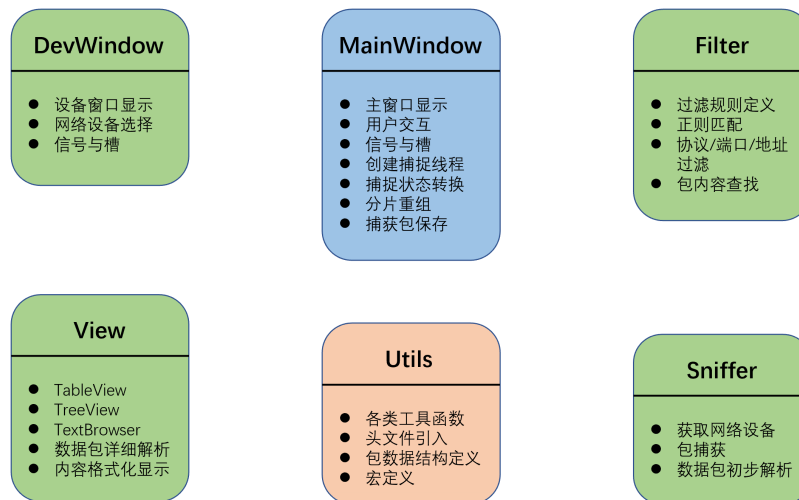 DevWindow
● 设备窗口显示
● 网络设备选择
● 信号与槽
MainWindow
● 主窗口显示
● 用户交互
● 信号与槽
● 创建捕捉线程
● 捕捉状态转换
● 分片重组
● 捕获包保存
Filter
● 过滤规则定义
● 正则匹配
● 协议/端口/地址
过滤
● 包内容查找
View
● TableView
● TreeView
● TextBrowser
● 数据包详细解析
● 内容格式化显示
Utils
● 各类工具函数
● 头文件引入
● 包数据结构定义
● 宏定义
Sniffer
● 获取网络设备
● 包捕获
● 数据包初步解析